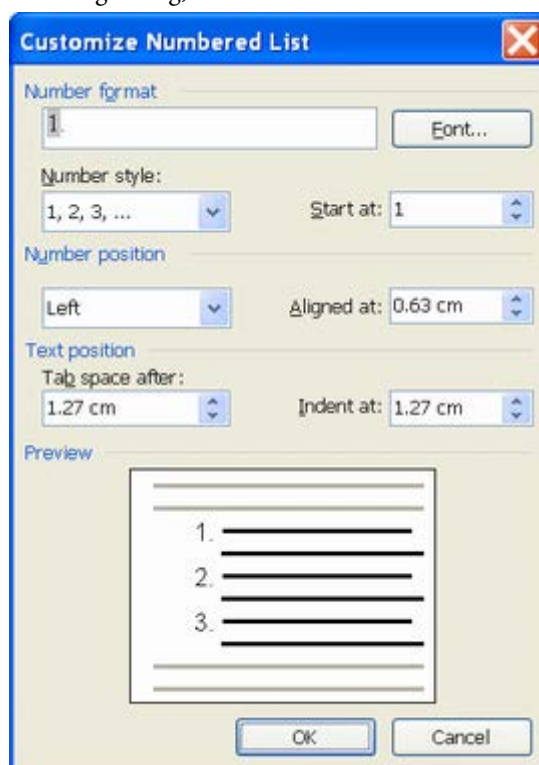 Customize Numbered List
Number format
1.
Font...
Number style:
1, 2, 3, ...
Start at: 1
Number position
Left
Aligned at: 0.63 cm
Text position
Tab space after:
1.27 cm
Indent at: 1.27 cm
Preview
1.
2.
3.
OK
Cancel